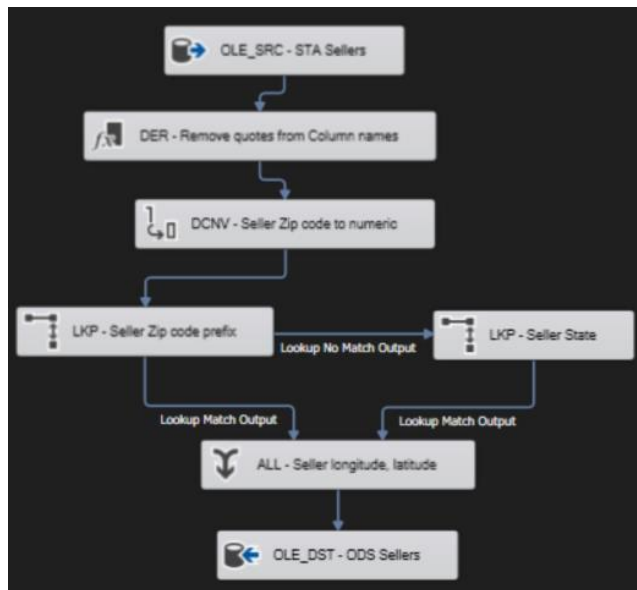 OLE_SRC - STA Sellers
DER - Remove quotes from Column names
DCNV - Seller Zip code to numeric
LKP - Seller Zip code prefix
Lookup No Match Output
LKP - Seller State
Lookup Match Output
Lookup Match Output
ALL - Seller longitude, latitude
OLE_DST - ODS Sellers